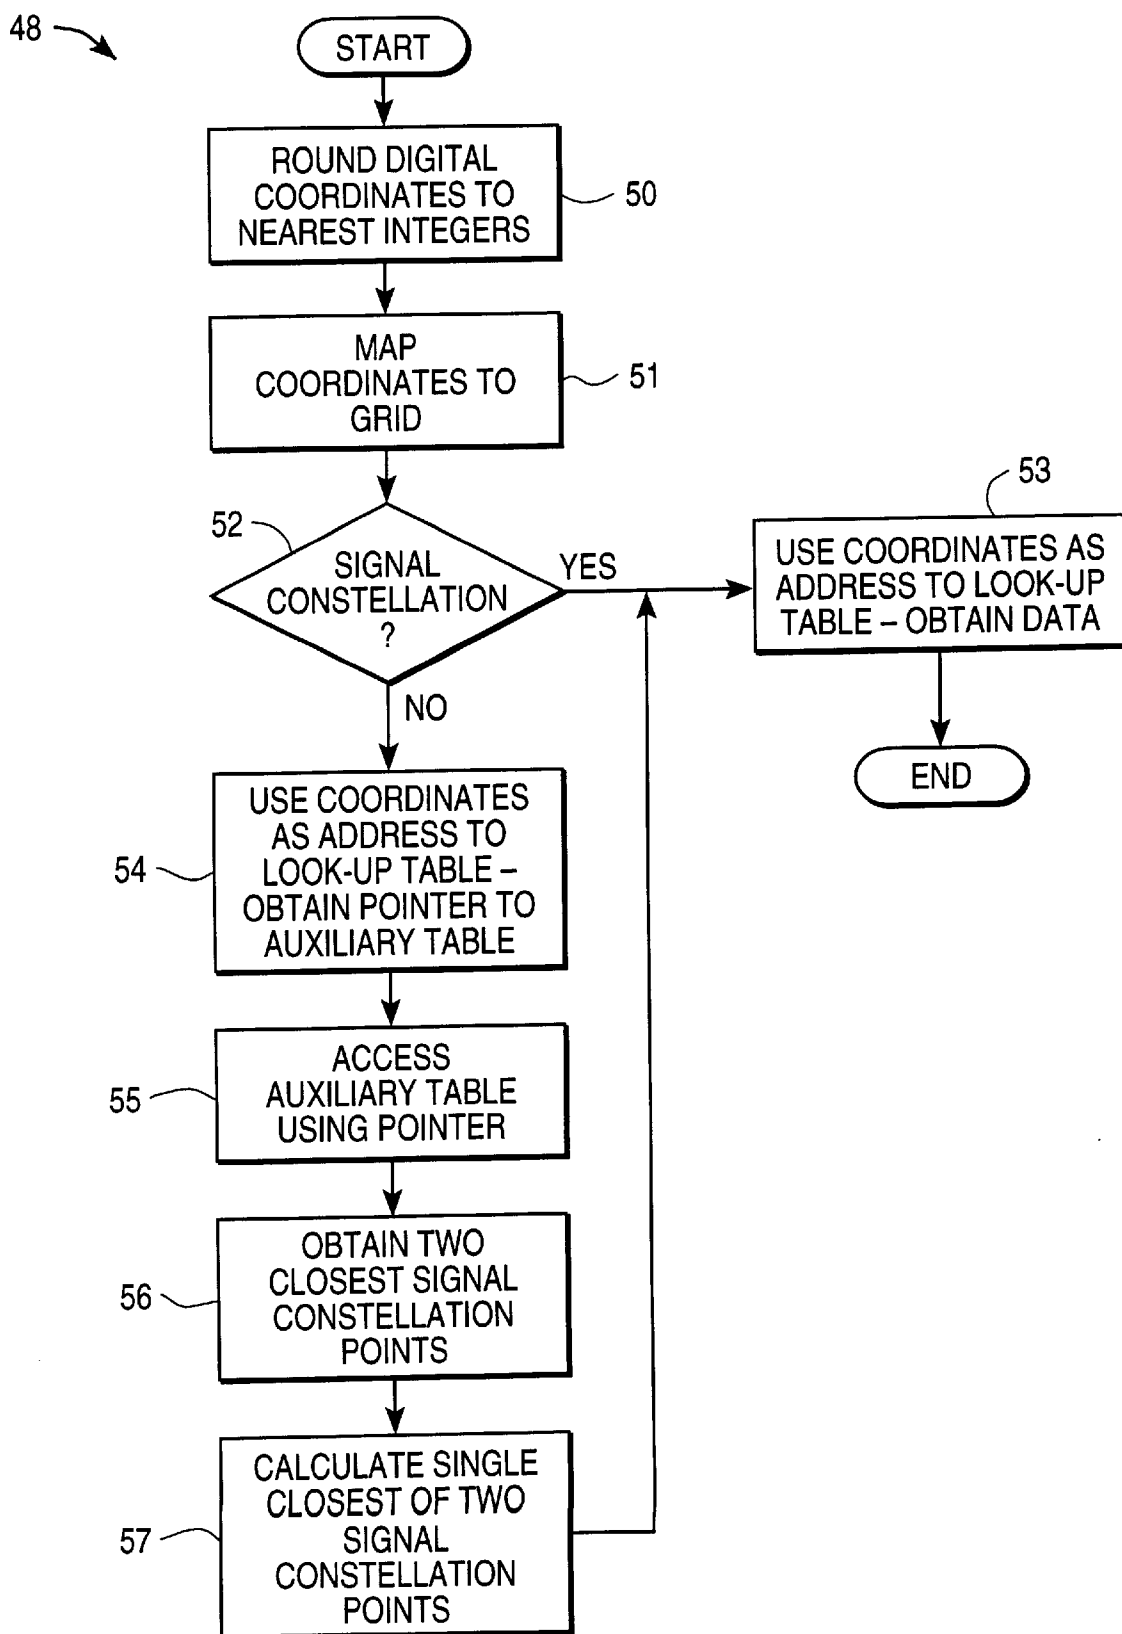 48
START
ROUND DIGITAL
COORDINATES TO
NEAREST INTEGERS
50
MAP
COORDINATES TO
GRID
51
52
SIGNAL
CONSTELLATION
?
YES
NO
53
USE COORDINATES AS
ADDRESS TO LOOK-UP
TABLE – OBTAIN DATA
END
54
USE COORDINATES
AS ADDRESS TO
LOOK-UP TABLE –
OBTAIN POINTER TO
AUXILIARY TABLE
55
ACCESS
AUXILIARY TABLE
USING POINTER
56
OBTAIN TWO
CLOSEST SIGNAL
CONSTELLATION
POINTS
57
CALCULATE SINGLE
CLOSEST OF TWO
SIGNAL
CONSTELLATION
POINTS